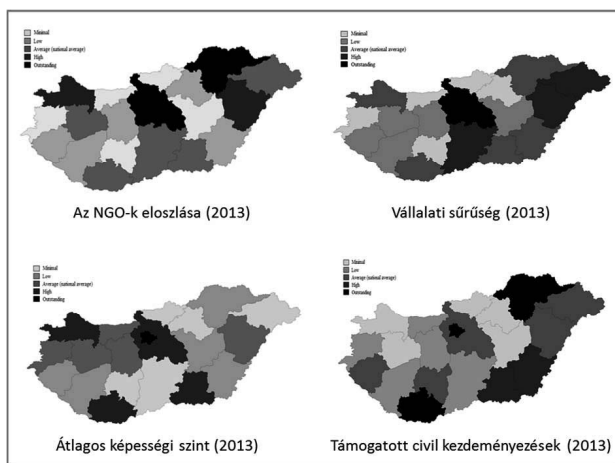 Minimal
Low
Average (national average)
High
Outstanding
Az NGO-k eloszlása (2013)
Minimal
Low
Average (national average)
High
Outstanding
Vállalati sűrűség (2013)
Minimal
Low
Average (national average)
High
Outstanding
Átlagos képességi szint (2013)
Minimal
Low
Average (national average)
High
Outstanding
Támogatott civil kezdeményezések (2013)